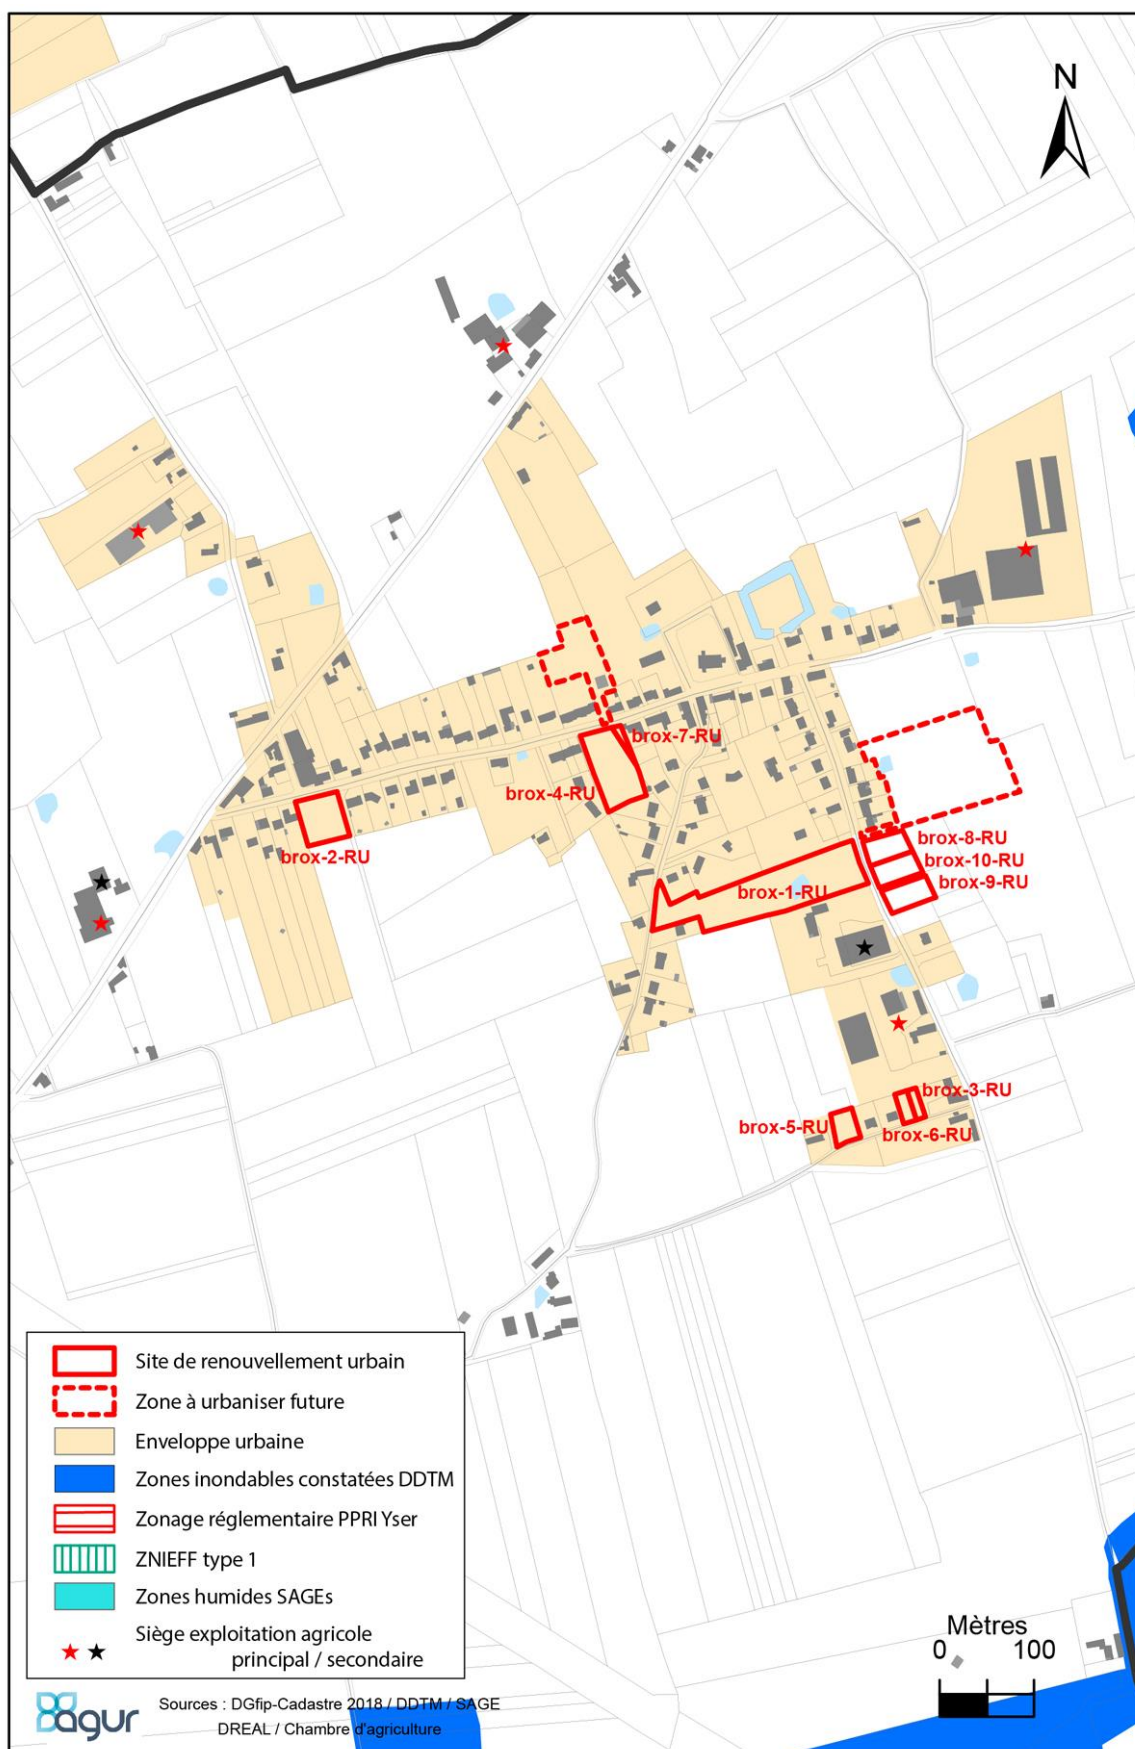 N
brox-7-RU
brox-4-RU
brox-2-RU
brox-8-RU
brox-10-RU
brox-9-RU
brox-1-RU
brox-3-RU
brox-5-RU
brox-6-RU
Site de renouvellement urbain
Zone à urbaniser future
Enveloppe urbaine
Zones inondables constatées DDTM
Zonage réglementaire PPRI Yser
ZNIEFF type 1
Zones humides SAGEs
Siège exploitation agricole
principal / secondaire
Mètres
0 100
agur
Sources : DGfip-Cadastre 2018 / DDTM / SAGE
DREAL / Chambre d'agriculture